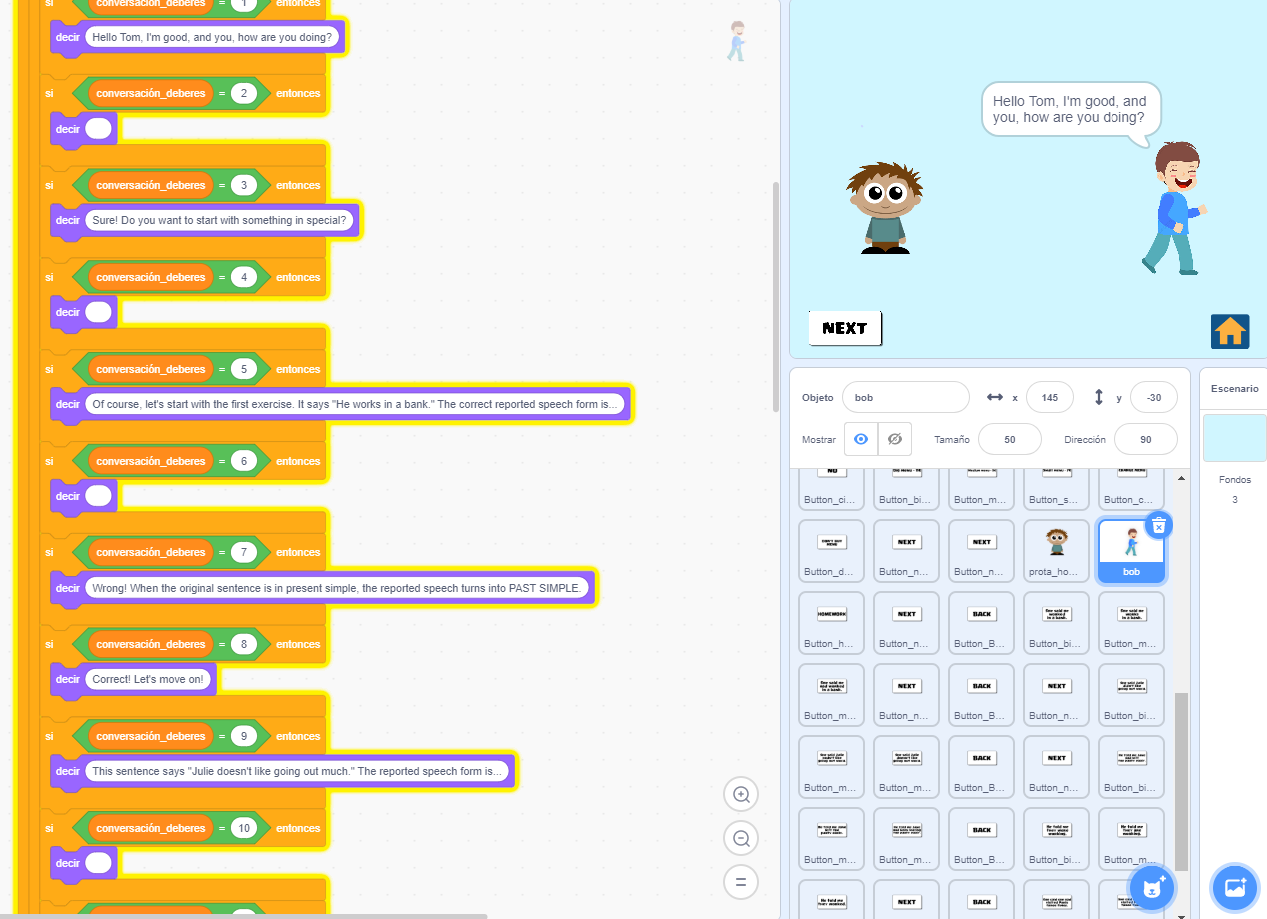 si conversación_deberes = 1 entonces
decir Hello Tom, I'm good, and you, how are you doing?
si conversación_deberes = 2 entonces
decir
si conversación_deberes = 3 entonces
decir Sure! Do you want to start with something in special?
si conversación_deberes = 4 entonces
decir
si conversación_deberes = 5 entonces
decir Of course, let's start with the first exercise. It says "He works in a bank." The correct reported speech form is...
si conversación_deberes = 6 entonces
decir
si conversación_deberes = 7 entonces
decir Wrong! When the original sentence is in present simple, the reported speech turns into PAST SIMPLE.
si conversación_deberes = 8 entonces
decir Correct! Let's move on!
si conversación_deberes = 9 entonces
decir This sentence says "Julie doesn't like going out much." The reported speech form is...
si conversación_deberes = 10 entonces
decir
Hello Tom, I'm good, and
you, how are you doing?
NEXT
Objeto bob x 145 y -30
Mostrar Tamaño 50 Dirección 90
Escenario
Fondos
3
NO
Button_ci... Button_bi... Button_m... Button_s... Button_c...
NEXT NEXT
Button_d... Button_n... Button_n... prota_ho... bob
HOMEWORK NEXT BACK
Button_h... Button_n... Button_B... Button_bi... Button_m...
NEXT BACK NEXT
Button_m... Button_n... Button_B... Button_n... Button_bi...
BACK NEXT
Button_m... Button_m... Button_B... Button_n... Button_bi...
BACK
Button_m... Button_m... Button_B... Button_bi... Button_m...
NEXT BACK